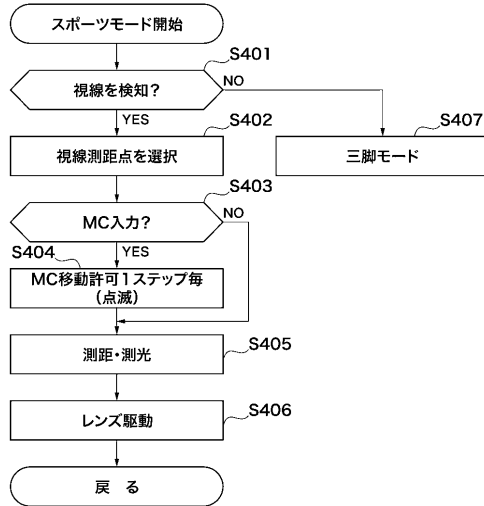 スポーツモード開始
S401
視線を検知?
NO
YES
S402
視線測距点を選択
S407
三脚モード
S403
MC入力?
NO
YES
S404
MC移動許可1ステップ毎
(点滅)
測距・測光
S405
レンズ駆動
S406
戻 る